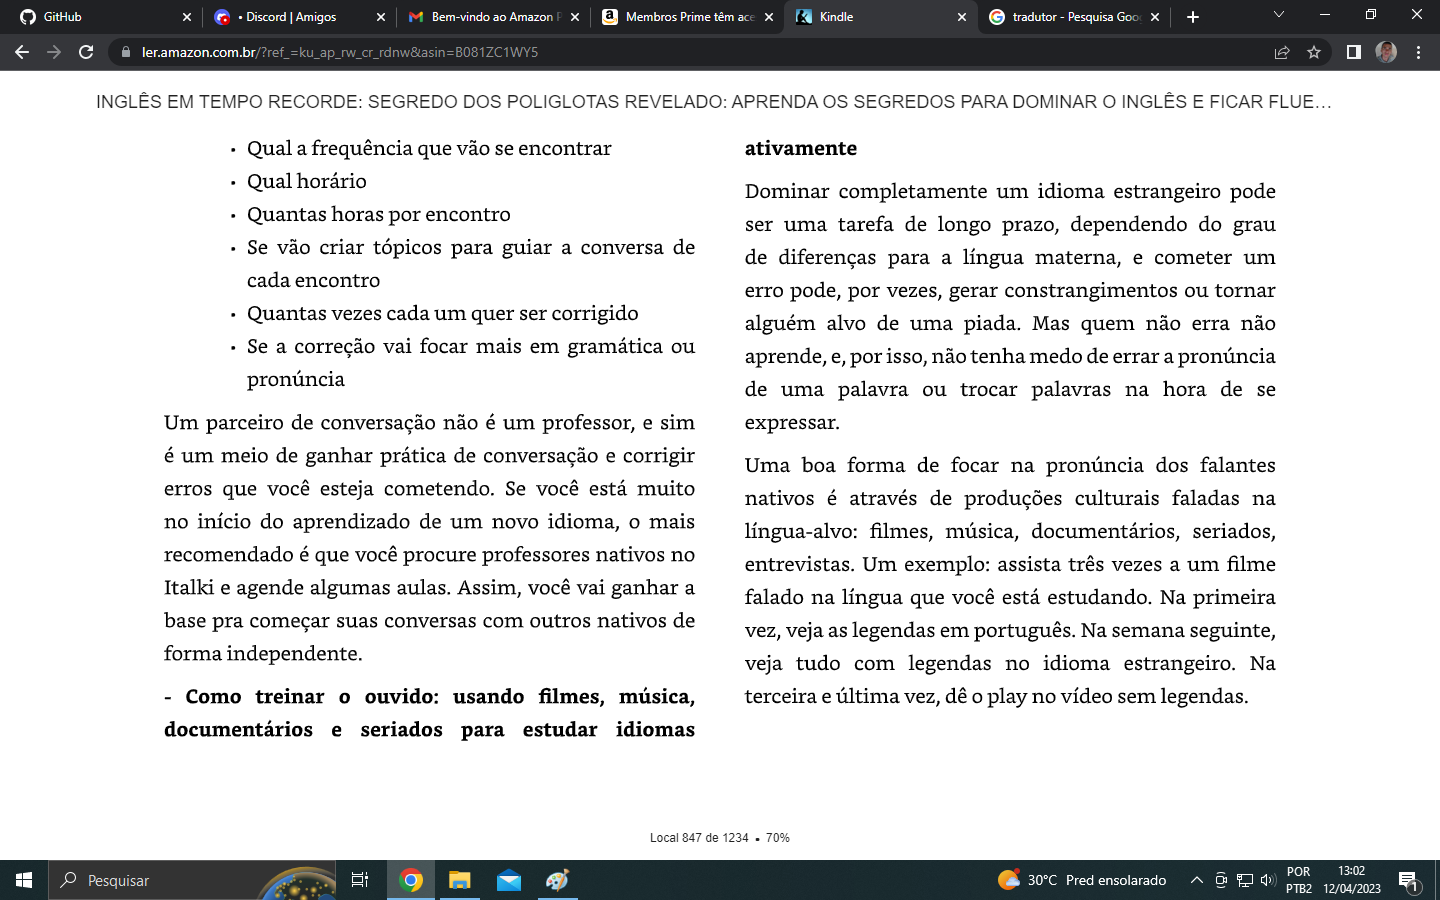 GitHub
• Discord | Amigos
Bem-vindo ao Amazon P
Membros Prime têm ace
Kindle
tradutor - Pesquisa Goo
ler.amazon.com.br/?ref_=ku_ap_rw_cr_rdnw&asin=B081ZC1WY5
INGLÊS EM TEMPO RECORDE: SEGREDO DOS POLIGLOTAS REVELADO: APRENDA OS SEGREDOS PARA DOMINAR O INGLÊS E FICAR FLUE…
• Qual a frequência que vão se encontrar
• Qual horário
• Quantas horas por encontro
• Se vão criar tópicos para guiar a conversa de
cada encontro
• Quantas vezes cada um quer ser corrigido
• Se a correção vai focar mais em gramática ou
pronúncia
Um parceiro de conversação não é um professor, e sim
é um meio de ganhar prática de conversação e corrigir
erros que você esteja cometendo. Se você está muito
no início do aprendizado de um novo idioma, o mais
recomendado é que você procure professores nativos no
Italki e agende algumas aulas. Assim, você vai ganhar a
base pra começar suas conversas com outros nativos de
forma independente.
- Como treinar o ouvido: usando filmes, música,
documentários e seriados para estudar idiomas
ativamente
Dominar completamente um idioma estrangeiro pode
ser uma tarefa de longo prazo, dependendo do grau
de diferenças para a língua materna, e cometer um
erro pode, por vezes, gerar constrangimentos ou tornar
alguém alvo de uma piada. Mas quem não erra não
aprende, e, por isso, não tenha medo de errar a pronúncia
de uma palavra ou trocar palavras na hora de se
expressar.
Uma boa forma de focar na pronúncia dos falantes
nativos é através de produções culturais faladas na
língua-alvo: filmes, música, documentários, seriados,
entrevistas. Um exemplo: assista três vezes a um filme
falado na língua que você está estudando. Na primeira
vez, veja as legendas em português. Na semana seguinte,
veja tudo com legendas no idioma estrangeiro. Na
terceira e última vez, dê o play no vídeo sem legendas.
Local 847 de 1234 • 70%
Pesquisar
30°C Pred ensolarado
POR
PTB2
13:02
12/04/2023
1